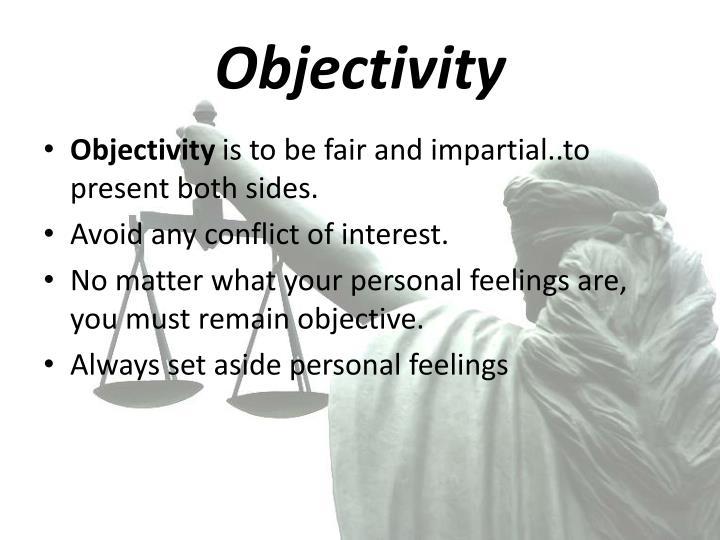 Objectivity
• Objectivity is to be fair and impartial..to
present both sides.
• Avoid any conflict of interest.
• No matter what your personal feelings are,
you must remain objective.
• Always set aside personal feelings